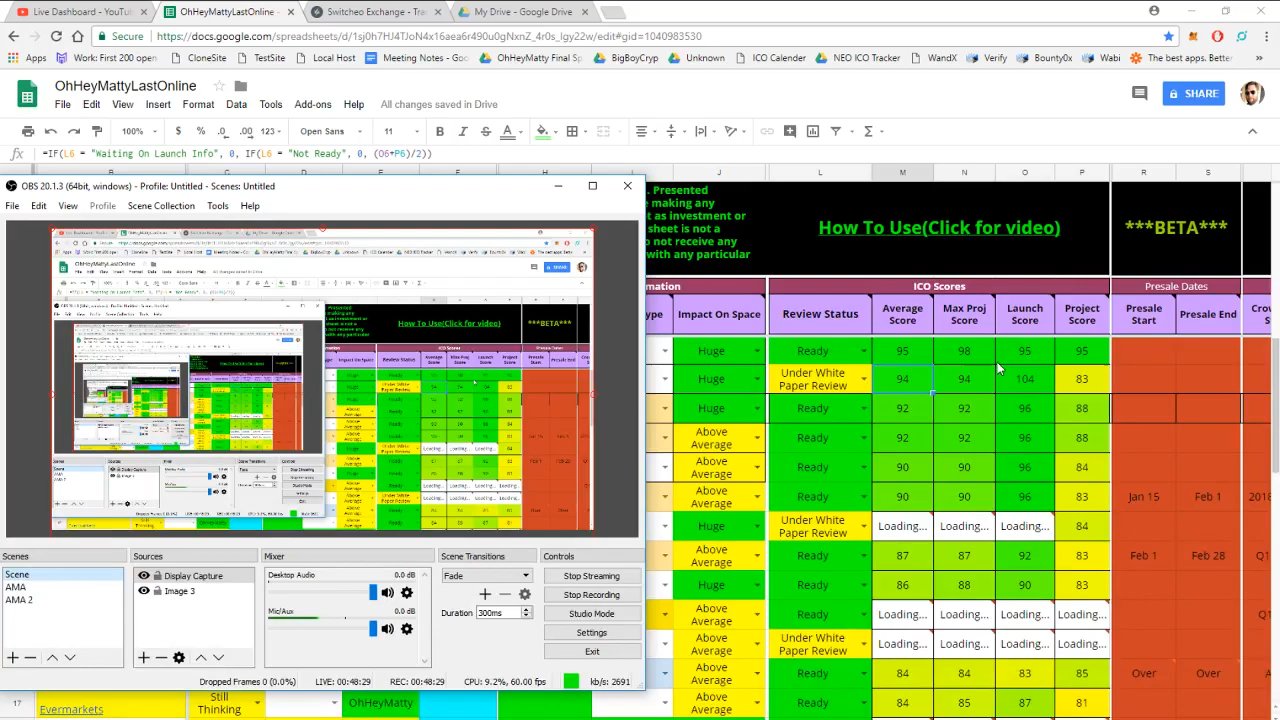 Live Dashboard - YouTu
OhHeyMattyLastOnline -
Switcheo Exchange - Tra
My Drive - Google Drive
Secure
https://docs.google.com/spreadsheets/d/1sj0h7HJ4TJoN4x16aea6r490u0gNxnZ_4r0s_lgy22w/edit#gid=1040983530
Apps
Work: First 200 open
CloneSite
TestSite
Local Host
Meeting Notes - Goo
OhHeyMatty Final Sp
BigBoyCryp
Unknown
ICO Calender
NEO ICO Tracker
WandX
Verify
Bounty0x
Wabi
The best apps. Better
OhHeyMattyLastOnline
File Edit View Insert Format Data Tools Add-ons Help All changes saved in Drive
SHARE
100% $ % .0 .00 123 Open Sans 11 B I S A
fx =IF(L6 = "Waiting On Launch Info", 0, IF(L6 = "Not Ready", 0, (O6+P6)/2))
J L M N O P R S
OBS 20.1.3 (64bit, windows) - Profile: Untitled - Scenes: Untitled
File Edit View Profile Scene Collection Tools Help
. Presented
e making any
t as investment or
sheet is not a
o not receive any
with any particular
How To Use(Click for video)
***BETA***
mation
ICO Scores
Presale Dates
ype
Impact On Space
Review Status
Average Score
Max Proj Score
Launch Score
Project Score
Presale Start
Presale End
Crow
Huge Ready 95 98 95 95
Huge Under White Paper Review 94 94 104 83
Huge Ready 92 92 96 88
Above Average Ready 92 92 96 88
Above Average Ready 90 90 96 84
Above Average Ready 90 90 96 83 Jan 15 Feb 1 2018
Huge Under White Paper Review Loading... Loading... Loading... 84
Above Average Ready 87 87 92 83 Feb 1 Feb 28 Q1
Huge Ready 86 88 90 83
Above Average Ready Loading... Loading... Loading... Loading...
Above Average Under White Paper Review Loading... Loading... Loading... Loading...
Above Average Ready 84 84 83 85 Over Over
Above Average Ready 84 85 87 81
Scenes
Scene
AMA
AMA 2
Sources
Display Capture
Image 3
Mixer
Desktop Audio 0.0 dB
Mic/Aux 0.0 dB
Scene Transitions
Fade
Duration 300ms
Controls
Stop Streaming
Stop Recording
Studio Mode
Settings
Exit
Dropped Frames 0 (0.0%) LIVE: 00:48:29 REC: 00:48:29 CPU: 9.2%, 60.00 fps kb/s: 2691
17 Evermarkets Still Thinking OhHeyMatty